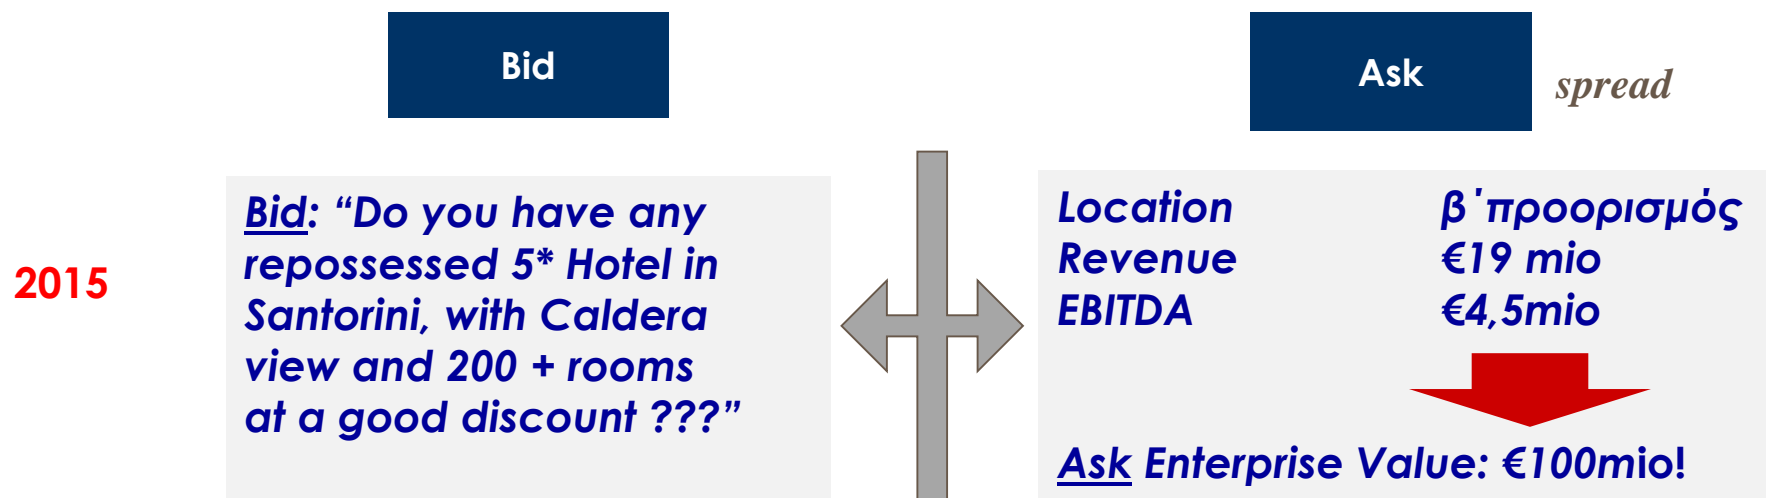 Bid
Ask
spread
2015
Bid: “Do you have any
repossessed 5* Hotel in
Santorini, with Caldera
view and 200 + rooms
at a good discount ???”
Location β΄προορισμός
Revenue €19 mio
EBITDA €4,5mio
Ask Enterprise Value: €100mio!